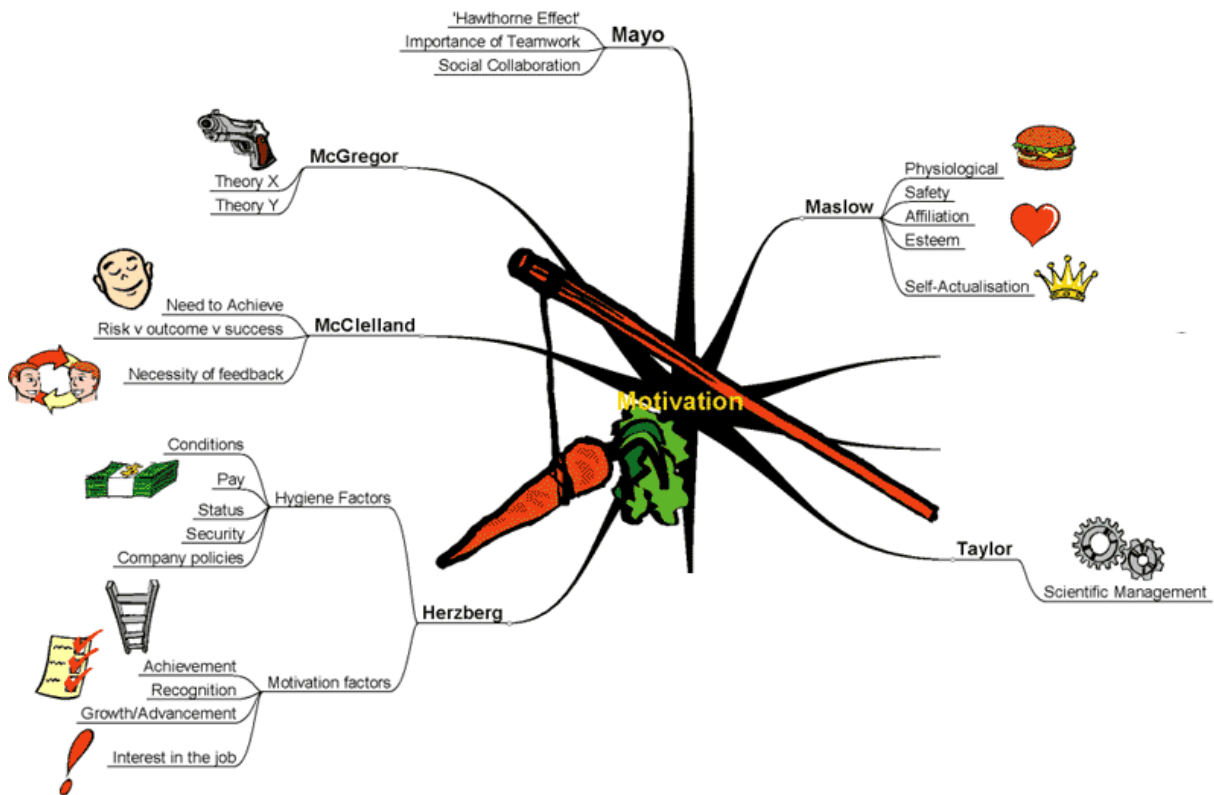 'Hawthorne Effect'
Importance of Teamwork
Social Collaboration
Mayo
McGregor
Theory X
Theory Y
Maslow
Physiological
Safety
Affiliation
Esteem
Self-Actualisation
McClelland
Need to Achieve
Risk v outcome v success
Necessity of feedback
Motivation
Conditions
Pay
Status
Security
Company policies
Hygiene Factors
Herzberg
Achievement
Recognition
Growth/Advancement
Interest in the job
Motivation factors
Taylor
Scientific Management